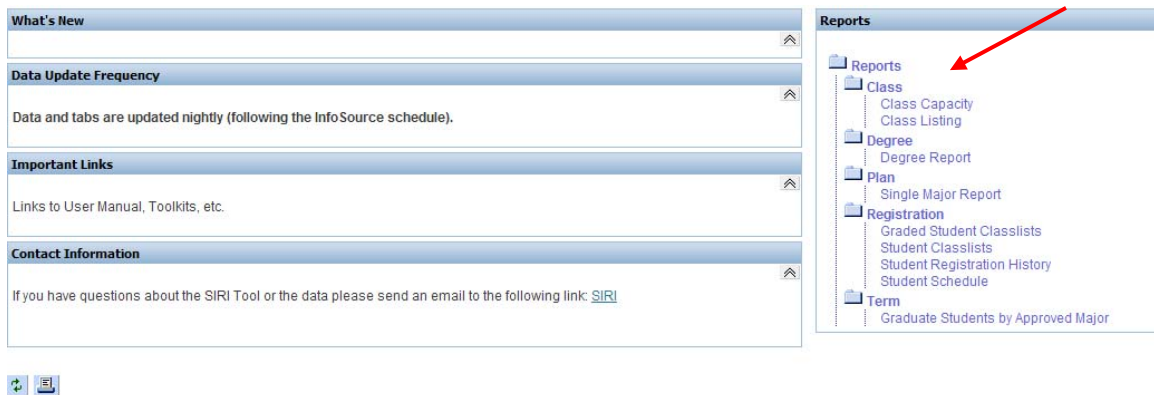 What's New
Data Update Frequency
Data and tabs are updated nightly (following the InfoSource schedule).
Important Links
Links to User Manual, Toolkits, etc.
Contact Information
If you have questions about the SIRI Tool or the data please send an email to the following link: SIRI
Reports
Reports
Class
Class Capacity
Class Listing
Degree
Degree Report
Plan
Single Major Report
Registration
Graded Student Classlists
Student Classlists
Student Registration History
Student Schedule
Term
Graduate Students by Approved Major